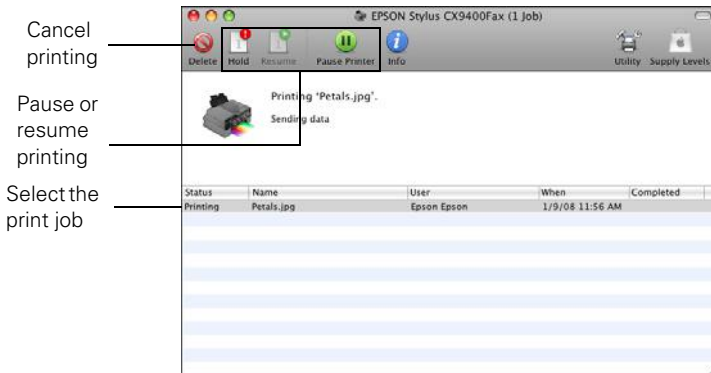 EPSON Stylus CX9400Fax (1 Job)
Cancel
printing
Delete Hold Resume Pause Printer Info Utility Supply Levels
Pause or
resume
printing
Printing ‘Petals.jpg’.
Sending data
Select the
print job
Status Name User When Completed
Printing Petals.jpg Epson Epson 1/9/08 11:56 AM